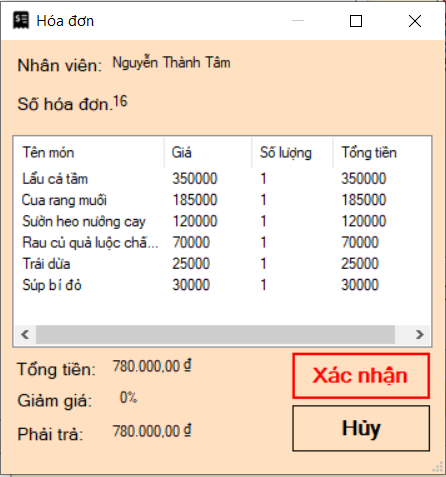 Hóa đơn
Nhân viên: Nguyễn Thành Tâm
Số hóa đơn.16
Tên món Giá Số lượng Tổng tiền
Lẩu cá tầm 350000 1 350000
Cua rang muối 185000 1 185000
Sườn heo nướng cay 120000 1 120000
Rau củ quả luộc chấ... 70000 1 70000
Trái dừa 25000 1 25000
Súp bí đỏ 30000 1 30000
Tổng tiền: 780.000,00 ₫
Giảm giá: 0%
Phải trả: 780.000,00 ₫
Xác nhận
Hủy